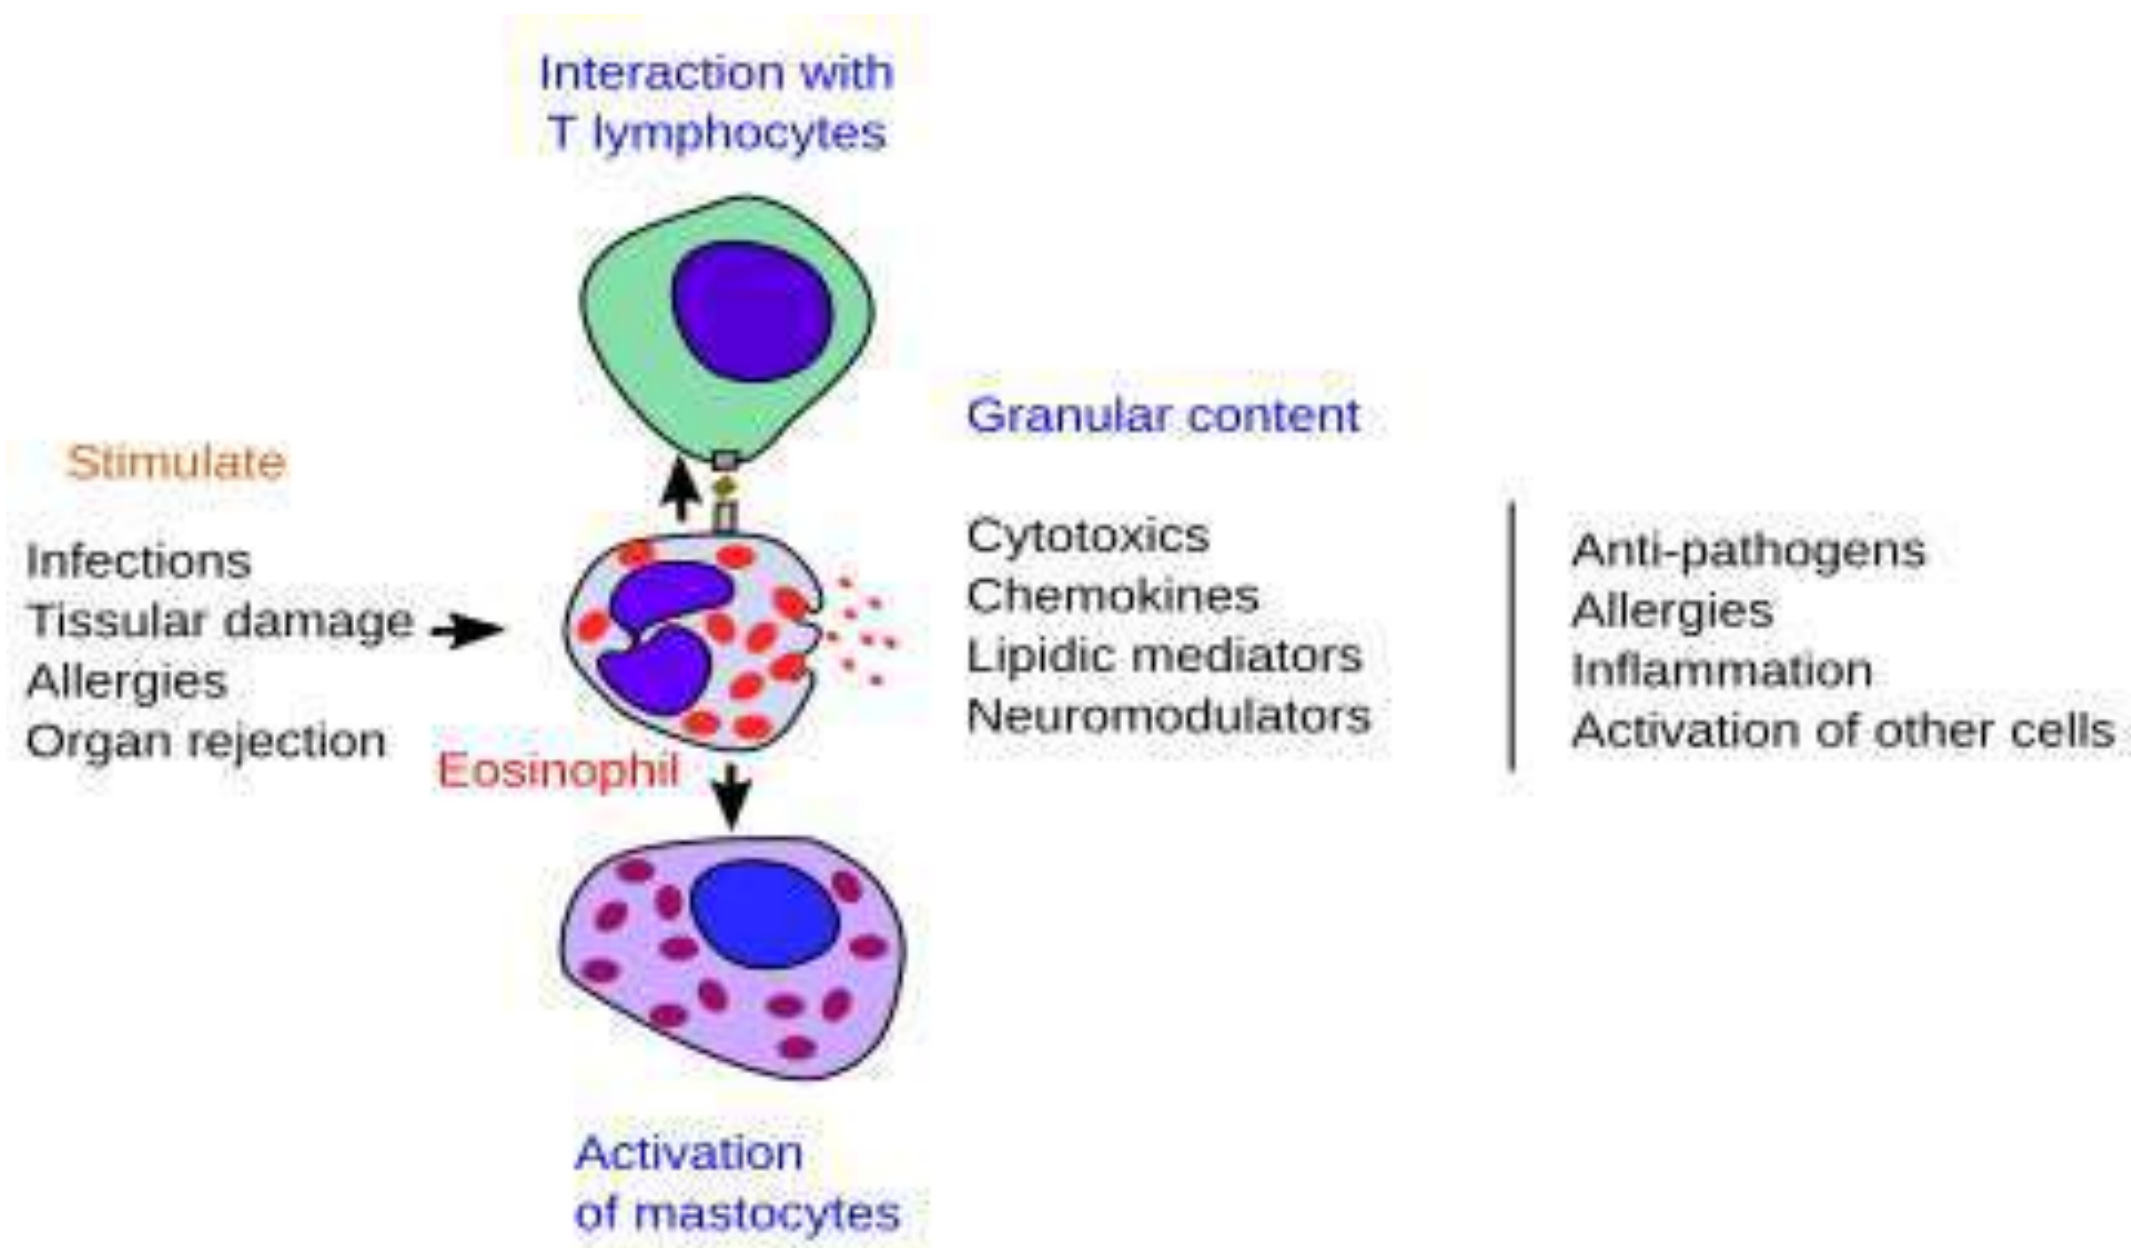 Interaction with
T lymphocytes
Stimulate
Infections
Tissular damage
Allergies
Organ rejection
Eosinophil
Granular content
Cytotoxics
Chemokines
Lipidic mediators
Neuromodulators
Anti-pathogens
Allergies
Inflammation
Activation of other cells
Activation
of mastocytes